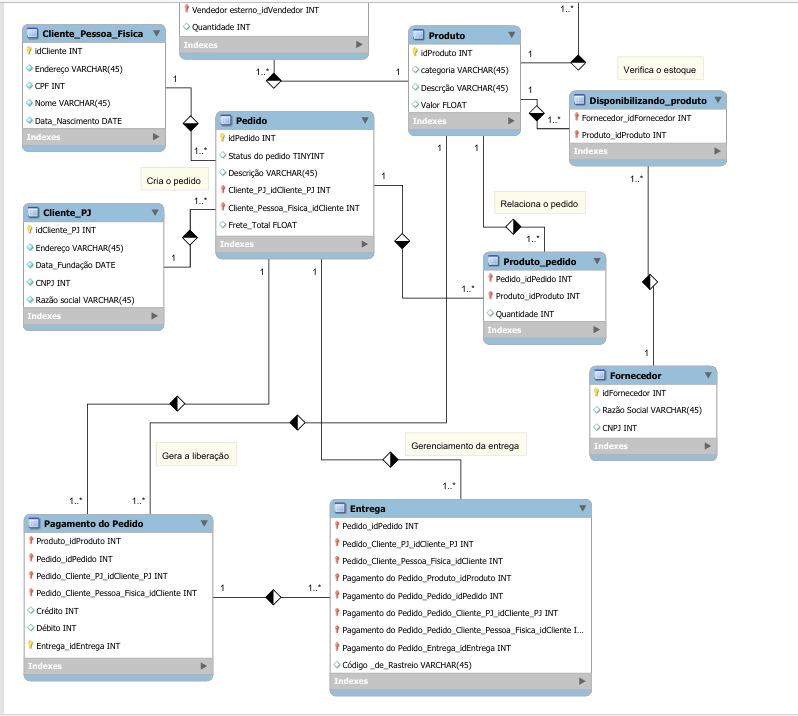 Vendedor esterno_idVendedor INT
Quantidade INT
Indexes
1..*
1..*
1
1
Cliente_Pessoa_Fisica
idCliente INT
Endereço VARCHAR(45)
CPF INT
Nome VARCHAR(45)
Data_Nascimento DATE
Indexes
1
1..*
Produto
idProduto INT
categoria VARCHAR(45)
Descrção VARCHAR(45)
Valor FLOAT
Indexes
1
1..*
1
1
Verifica o estoque
Disponibilizando_produto
Fornecedor_idFornecedor INT
Produto_idProduto INT
Indexes
1..*
1
Pedido
idPedido INT
Status do pedido TINYINT
Descrição VARCHAR(45)
Cliente_PJ_idCliente_PJ INT
Cliente_Pessoa_Fisica_idCliente INT
Frete_Total FLOAT
Indexes
1
1..*
1
1
Cria o pedido
Cliente_PJ
idCliente_PJ INT
Endereço VARCHAR(45)
Data_Fundação DATE
CNPJ INT
Razão social VARCHAR(45)
Indexes
1
1..*
Relaciona o pedido
1..*
Produto_pedido
Pedido_idPedido INT
Produto_idProduto INT
Quantidade INT
Indexes
Fornecedor
idFornecedor INT
Razão Social VARCHAR(45)
CNPJ INT
Indexes
Gera a liberação
Gerenciamento da entrega
1..*
1..*
1..*
Pagamento do Pedido
Produto_idProduto INT
Pedido_idPedido INT
Pedido_Cliente_PJ_idCliente_PJ INT
Pedido_Cliente_Pessoa_Fisica_idCliente INT
Crédito INT
Débito INT
Entrega_idEntrega INT
Indexes
1
1..*
Entrega
Pedido_idPedido INT
Pedido_Cliente_PJ_idCliente_PJ INT
Pedido_Cliente_Pessoa_Fisica_idCliente INT
Pagamento do Pedido_Produto_idProduto INT
Pagamento do Pedido_Pedido_idPedido INT
Pagamento do Pedido_Pedido_Cliente_PJ_idCliente_PJ INT
Pagamento do Pedido_Pedido_Cliente_Pessoa_Fisica_idCliente I...
Pagamento do Pedido_Entrega_idEntrega INT
Código _de_Rastreio VARCHAR(45)
Indexes